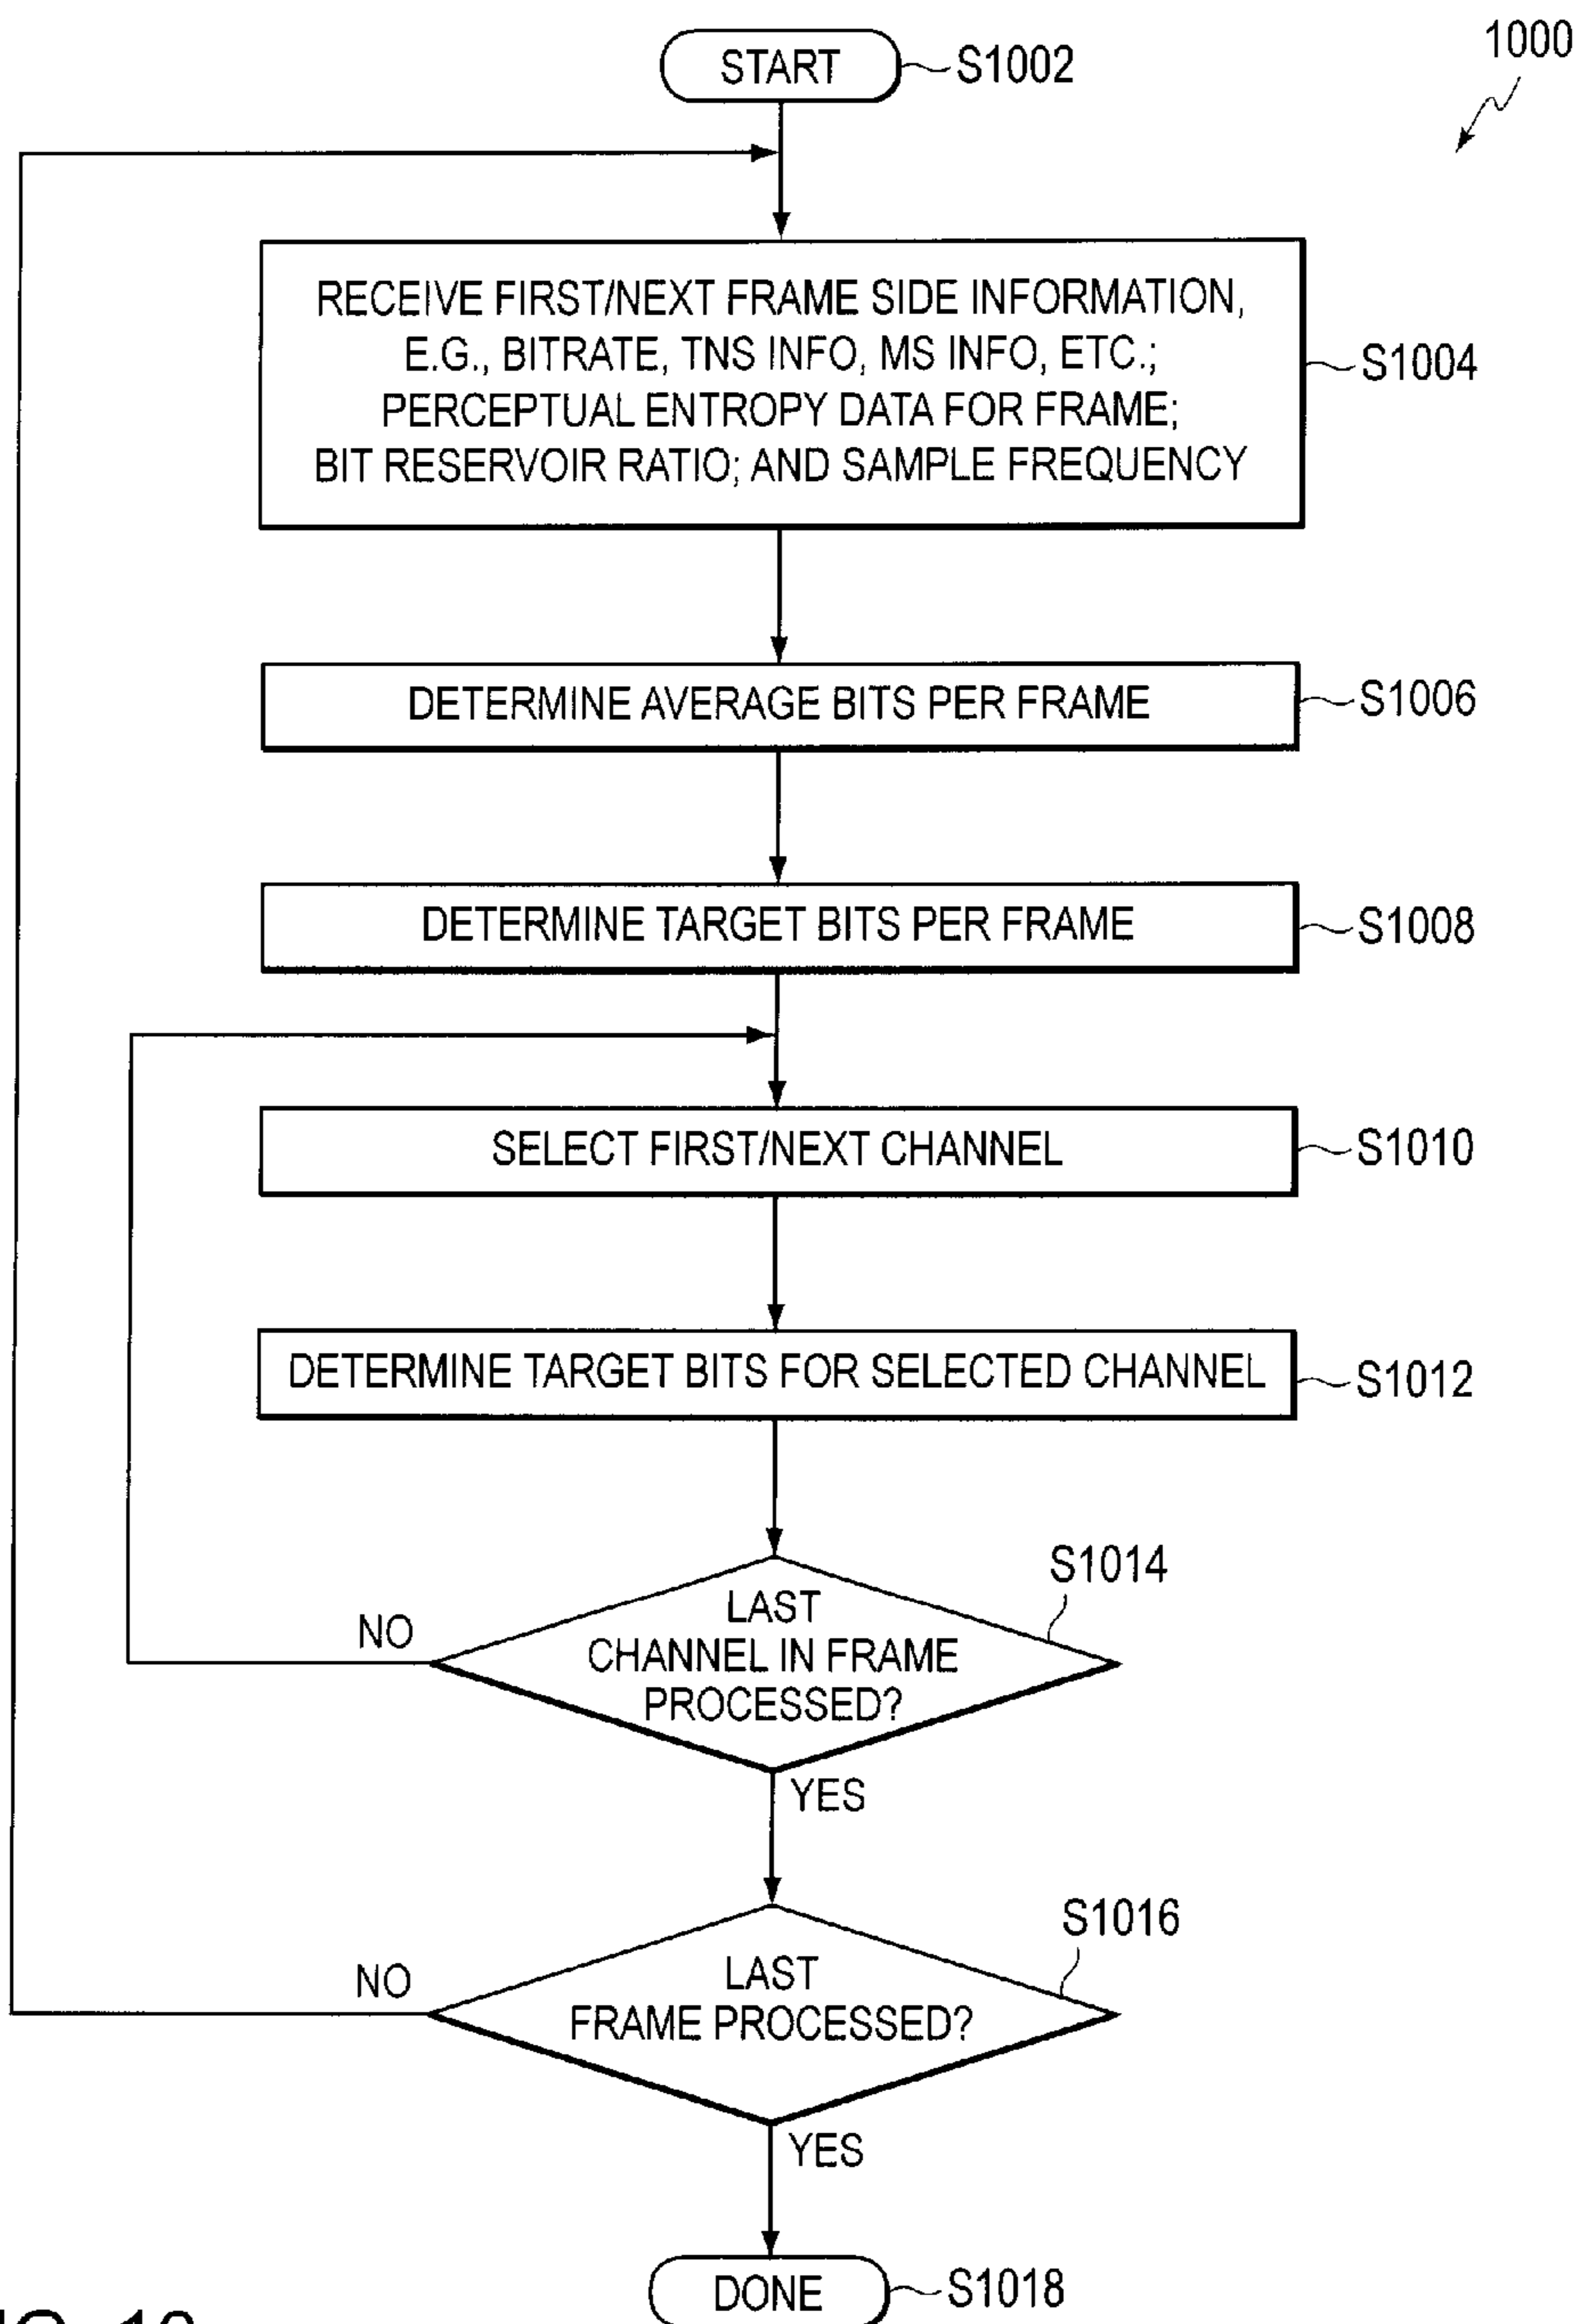 1000
START
S1002
RECEIVE FIRST/NEXT FRAME SIDE INFORMATION,
E.G., BITRATE, TNS INFO, MS INFO, ETC.;
PERCEPTUAL ENTROPY DATA FOR FRAME;
BIT RESERVOIR RATIO; AND SAMPLE FREQUENCY
S1004
DETERMINE AVERAGE BITS PER FRAME
S1006
DETERMINE TARGET BITS PER FRAME
S1008
SELECT FIRST/NEXT CHANNEL
S1010
DETERMINE TARGET BITS FOR SELECTED CHANNEL
S1012
S1014
LAST
CHANNEL IN FRAME
PROCESSED?
NO
YES
S1016
LAST
FRAME PROCESSED?
NO
YES
DONE
S1018